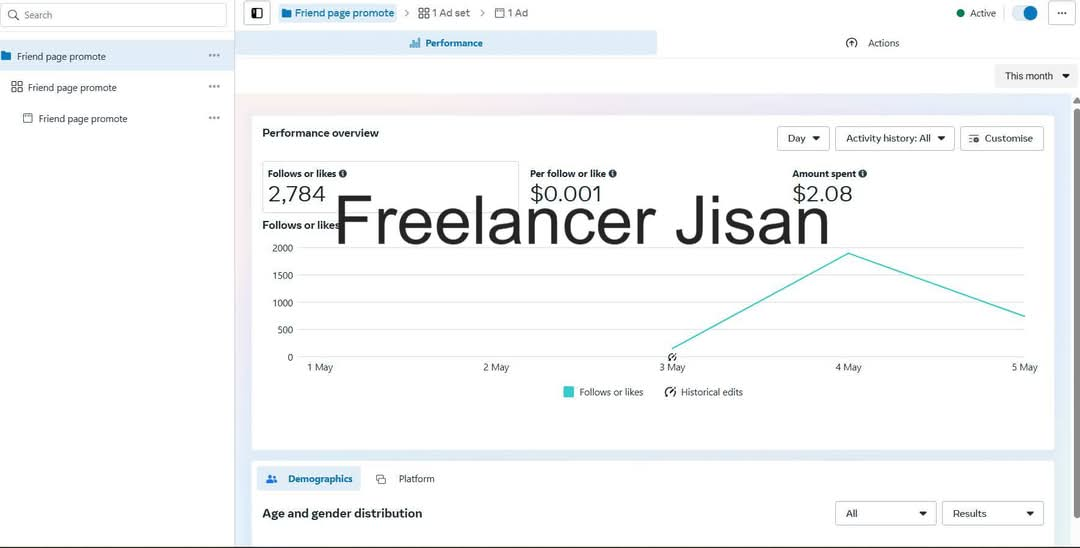 Search
Friend page promote
Friend page promote
Friend page promote
Friend page promote > 1 Ad set > 1 Ad
Active
Performance
Actions
This month
Performance overview
Day
Activity history: All
Customise
Follows or likes
2,784
Per follow or like
$0.001
Amount spent
$2.08
Freelancer Jisan
Follows or likes
2000
1500
1000
500
0
1 May
2 May
3 May
4 May
5 May
Follows or likes
Historical edits
Demographics
Platform
Age and gender distribution
All
Results